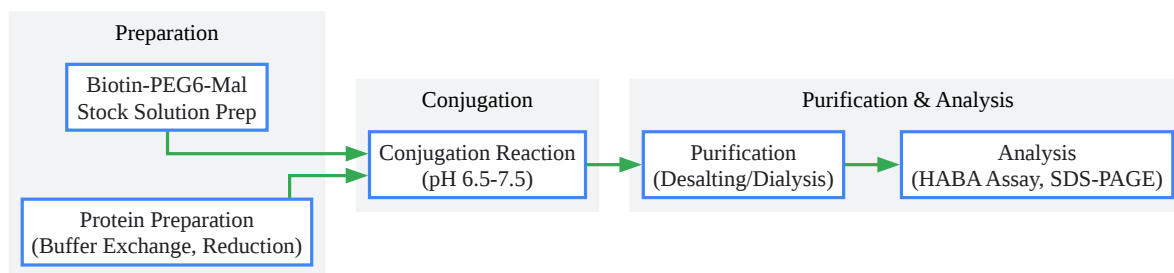 Preparation
Biotin-PEG6-Mal
Stock Solution Prep
Protein Preparation
(Buffer Exchange, Reduction)
Conjugation
Conjugation Reaction
(pH 6.5-7.5)
Purification & Analysis
Purification
(Desalting/Dialysis)
Analysis
(HABA Assay, SDS-PAGE)